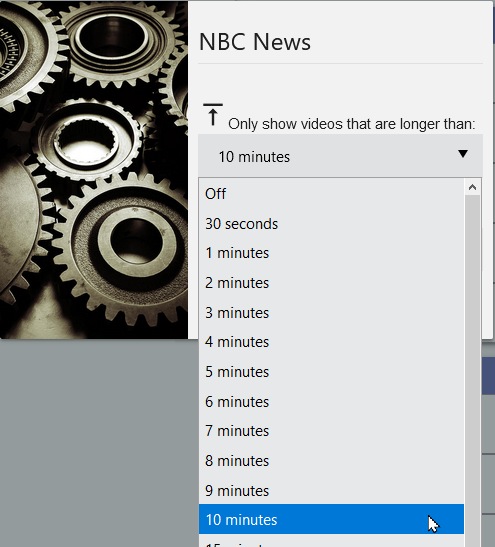 NBC News
Only show videos that are longer than:
10 minutes
Off
30 seconds
1 minutes
2 minutes
3 minutes
4 minutes
5 minutes
6 minutes
7 minutes
8 minutes
9 minutes
10 minutes